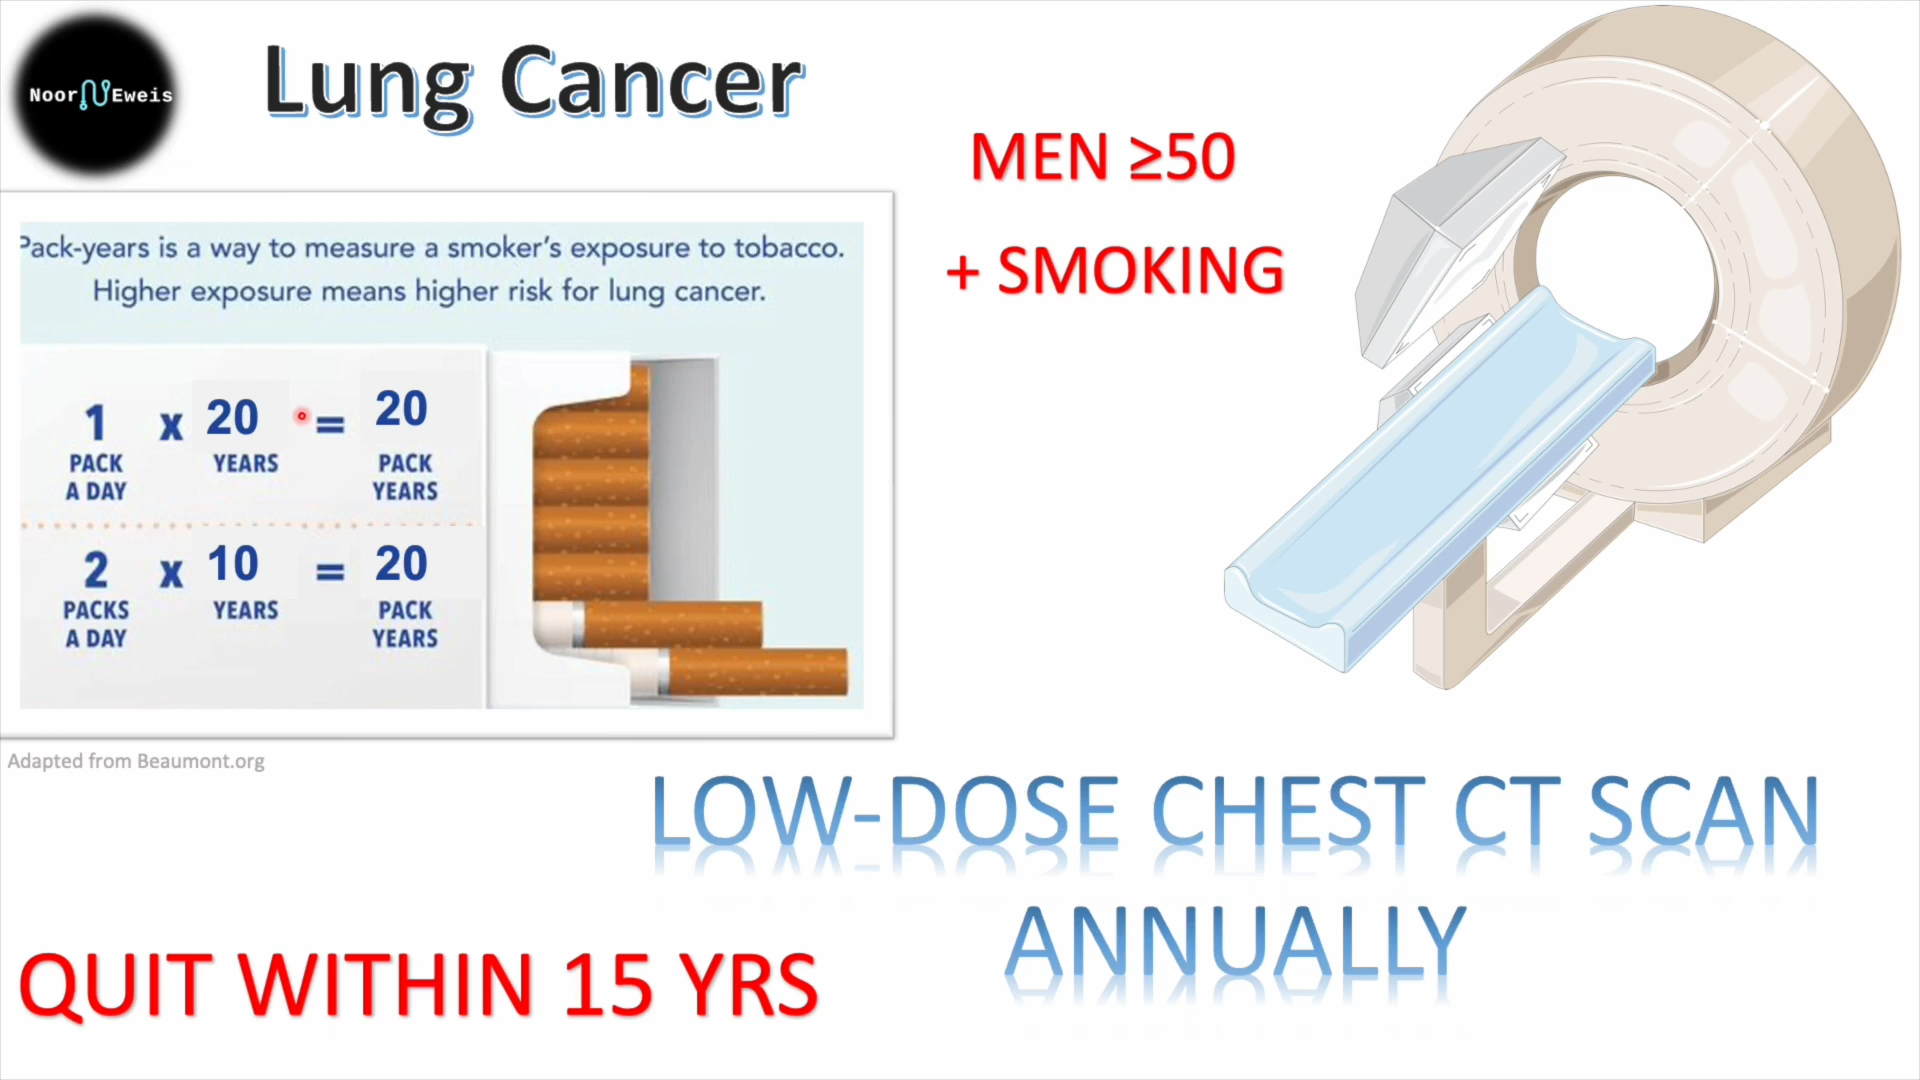 Noor Eweis
Lung Cancer
MEN ≥50
+ SMOKING
Pack-years is a way to measure a smoker's exposure to tobacco.
Higher exposure means higher risk for lung cancer.
1 x 20 = 20
PACK YEARS PACK
A DAY YEARS
2 x 10 = 20
PACKS YEARS PACK
A DAY YEARS
Adapted from Beaumont.org
LOW-DOSE CHEST CT SCAN
ANNUALLY
QUIT WITHIN 15 YRS